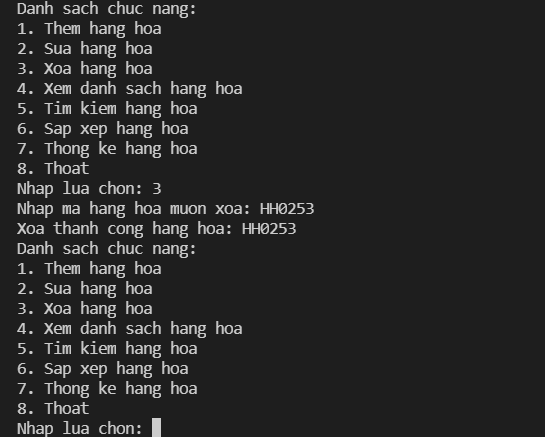 Danh sach chuc nang:
1. Them hang hoa
2. Sua hang hoa
3. Xoa hang hoa
4. Xem danh sach hang hoa
5. Tim kiem hang hoa
6. Sap xep hang hoa
7. Thong ke hang hoa
8. Thoat
Nhap lua chon: 3
Nhap ma hang hoa muon xoa: HH0253
Xoa thanh cong hang hoa: HH0253
Danh sach chuc nang:
1. Them hang hoa
2. Sua hang hoa
3. Xoa hang hoa
4. Xem danh sach hang hoa
5. Tim kiem hang hoa
6. Sap xep hang hoa
7. Thong ke hang hoa
8. Thoat
Nhap lua chon: